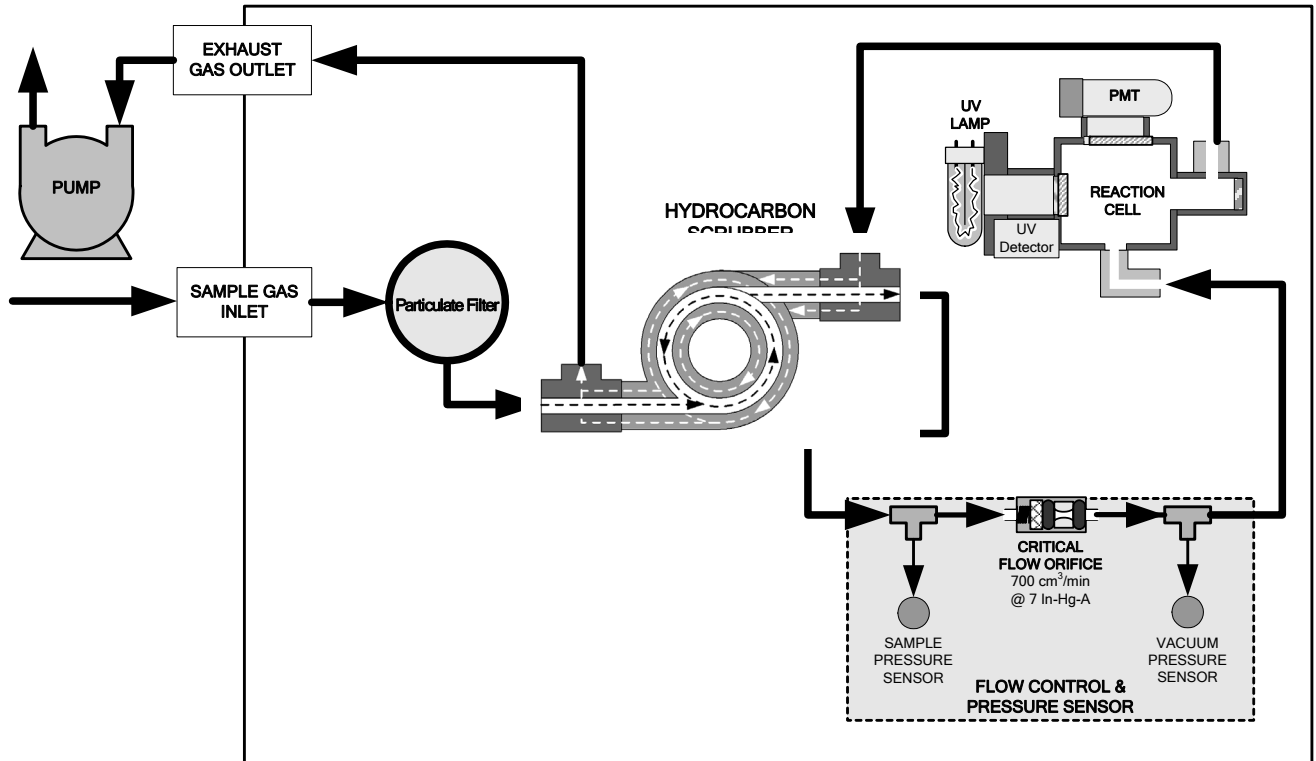 EXHAUST
GAS OUTLET
PUMP
SAMPLE GAS
INLET
Particulate Filter
HYDROCARBON
SCRUBBER
UV
LAMP
PMT
REACTION
CELL
UV
Detector
CRITICAL
FLOW ORIFICE
700 cm³/min
@ 7 In-Hg-A
SAMPLE
PRESSURE
SENSOR
VACUUM
PRESSURE
SENSOR
FLOW CONTROL &
PRESSURE SENSOR